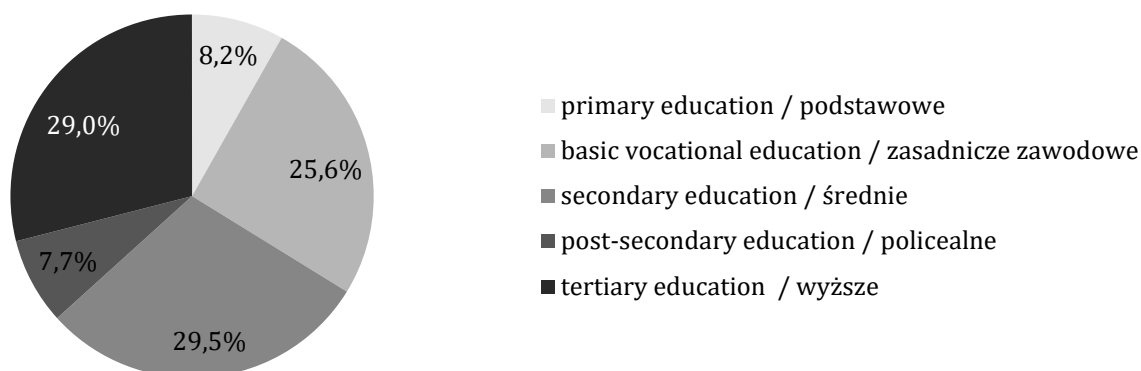 8,2%
29,0%
25,6%
7,7%
29,5%
primary education / podstawowe
basic vocational education / zasadnicze zawodowe
secondary education / średnie
post-secondary education / policealne
tertiary education / wyższe